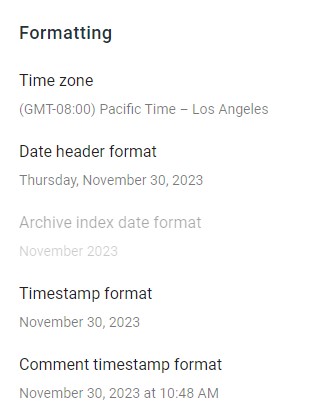 Formatting
Time zone
(GMT-08:00) Pacific Time – Los Angeles
Date header format
Thursday, November 30, 2023
Archive index date format
November 2023
Timestamp format
November 30, 2023
Comment timestamp format
November 30, 2023 at 10:48 AM